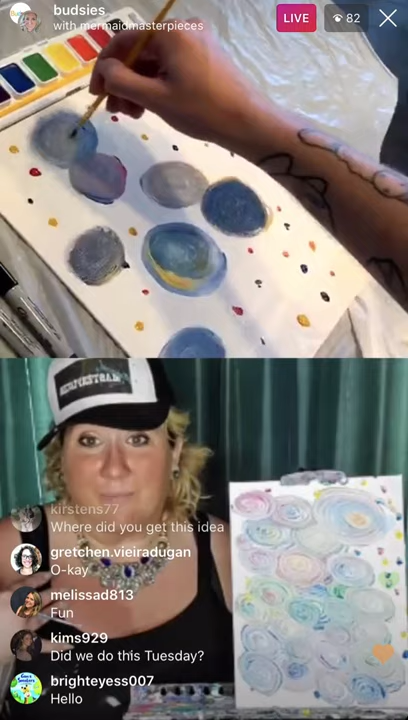 budsies
with mermaidmasterpieces
LIVE
82
kirstens77
Where did you get this idea
gretchen.vieiradugan
O-kay
melissad813
Fun
kims929
Did we do this Tuesday?
brighteyess007
Hello